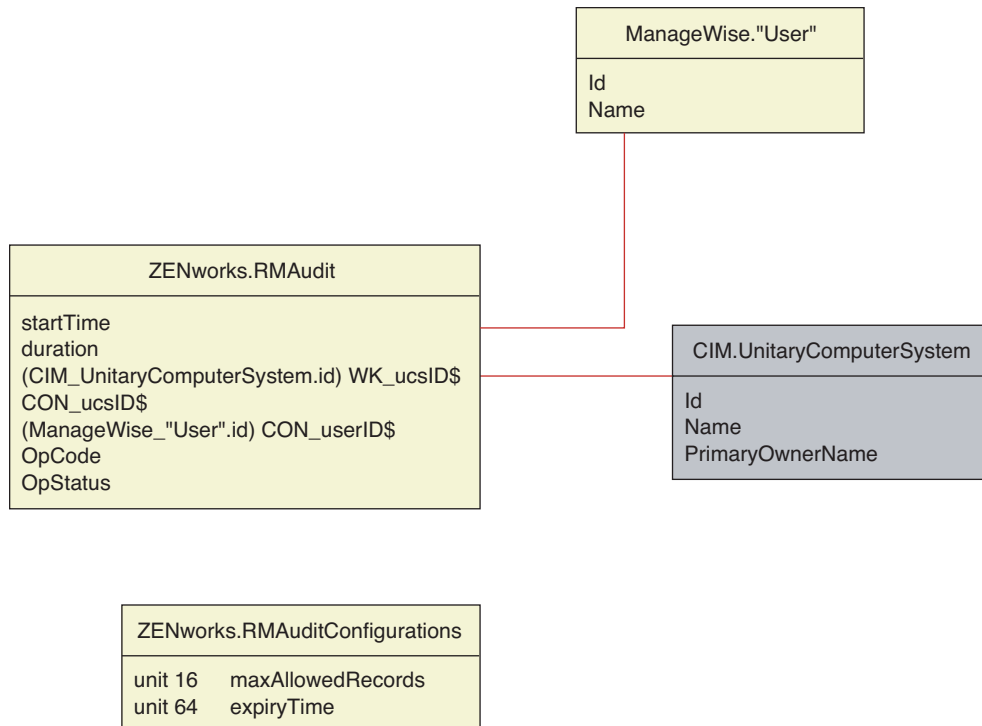 ManageWise."User"
Id
Name
ZENworks.RMAudit
startTime
duration
(CIM_UnitaryComputerSystem.id) WK_ucsID$
CON_ucsID$
(ManageWise_"User".id) CON_userID$
OpCode
OpStatus
CIM.UnitaryComputerSystem
Id
Name
PrimaryOwnerName
ZENworks.RMAuditConfigurations
unit 16 maxAllowedRecords
unit 64 expiryTime